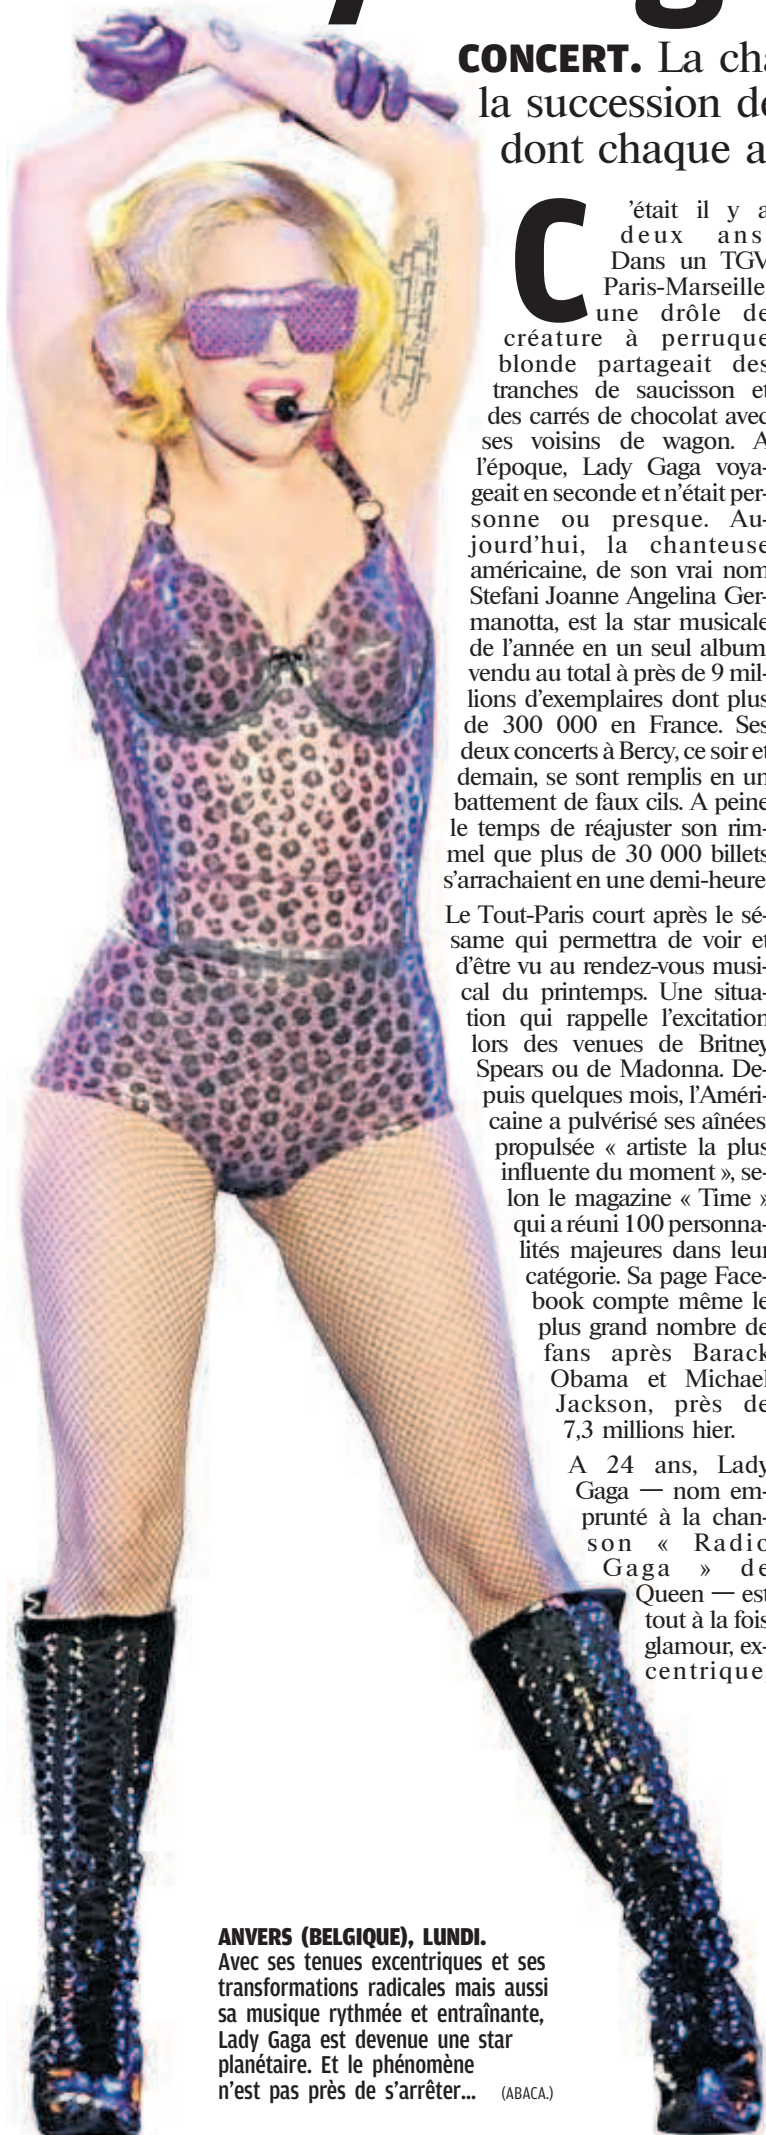 CONCERT. La cha
la succession de
dont chaque a
C'était il y a
deux ans
Dans un TGV
Paris-Marseille,
une drôle de
créature à perruque
blonde partageait des
tranches de saucisson et
des carrés de chocolat avec
ses voisins de wagon. A
l'époque, Lady Gaga voya-
geait en seconde et n'était per-
sonne ou presque. Au-
jourd'hui, la chanteuse
américaine, de son vrai nom
Stefani Joanne Angelina Ger-
manotta, est la star musicale
de l'année en un seul album
vendu au total à près de 9 mil-
lions d'exemplaires dont plus
de 300 000 en France. Ses
deux concerts à Bercy, ce soir et
demain, se sont remplis en un
battement de faux cils. A peine
le temps de réajuster son rim-
mel que plus de 30 000 billets
s'arrachaient en une demi-heure
Le Tout-Paris court après le sé-
same qui permettra de voir et
d'être vu au rendez-vous musi-
cal du printemps. Une situa-
tion qui rappelle l'excitation
lors des venues de Britney
Spears ou de Madonna. De-
puis quelques mois, l'Améri-
caine a pulvérisé ses aînées
propulsée « artiste la plus
influente du moment », se-
lon le magazine « Time »
qui a réuni 100 personna-
lités majeures dans leur
catégorie. Sa page Face-
book compte même le
plus grand nombre de
fans après Barack
Obama et Michael
Jackson, près de
7,3 millions hier.
A 24 ans, Lady
Gaga — nom em-
prunté à la chan-
son « Radio
Gaga » de
Queen — est
tout à la fois
glamour, ex-
centrique,
ANVERS (BELGIQUE), LUNDI.
Avec ses tenues excentriques et ses
transformations radicales mais aussi
sa musique rythmée et entraînante,
Lady Gaga est devenue une star
planétaire. Et le phénomène
n'est pas près de s'arrêter... (ABACA.)